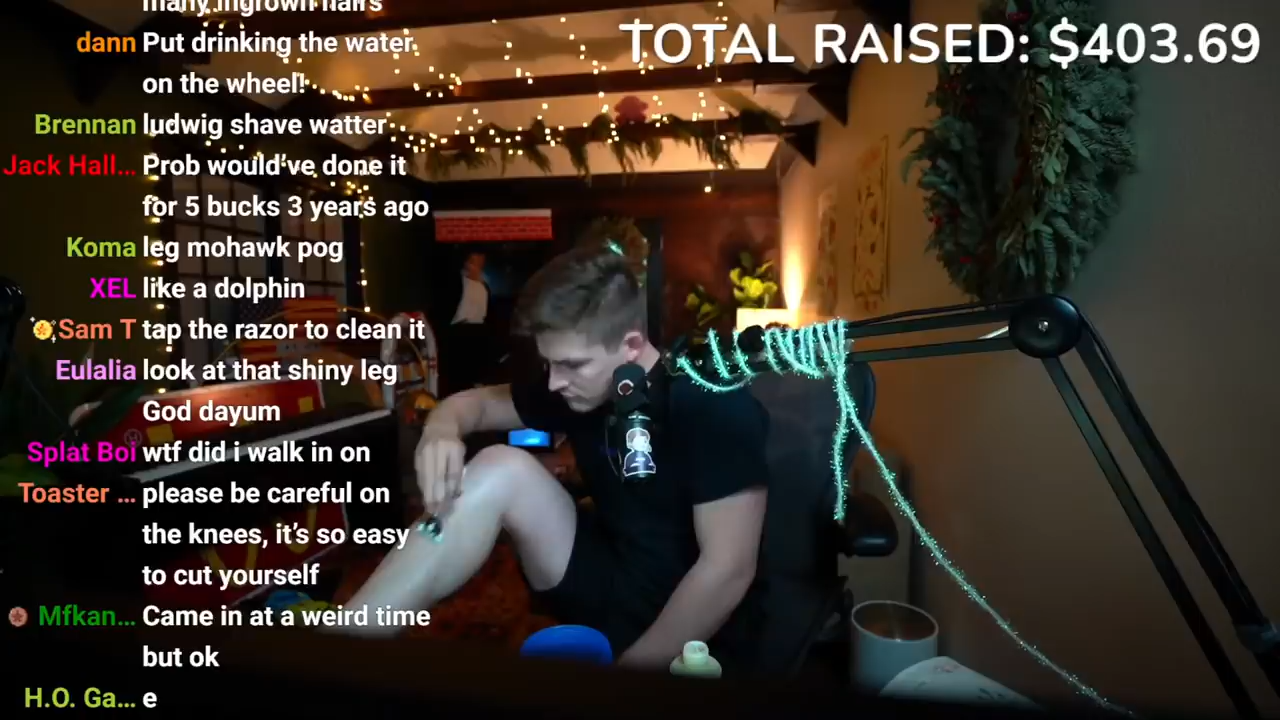 many ingrown hairs
TOTAL RAISED: $403.69
dann Put drinking the water
on the wheel!
Brennan ludwig shave watter
Jack Hall… Prob would've done it
for 5 bucks 3 years ago
Koma leg mohawk pog
XEL like a dolphin
Sam T tap the razor to clean it
Eulalia look at that shiny leg
God dayum
Splat Boi wtf did i walk in on
Toaster … please be careful on
the knees, it’s so easy
to cut yourself
Mfkan… Came in at a weird time
but ok
H.O. Ga… e